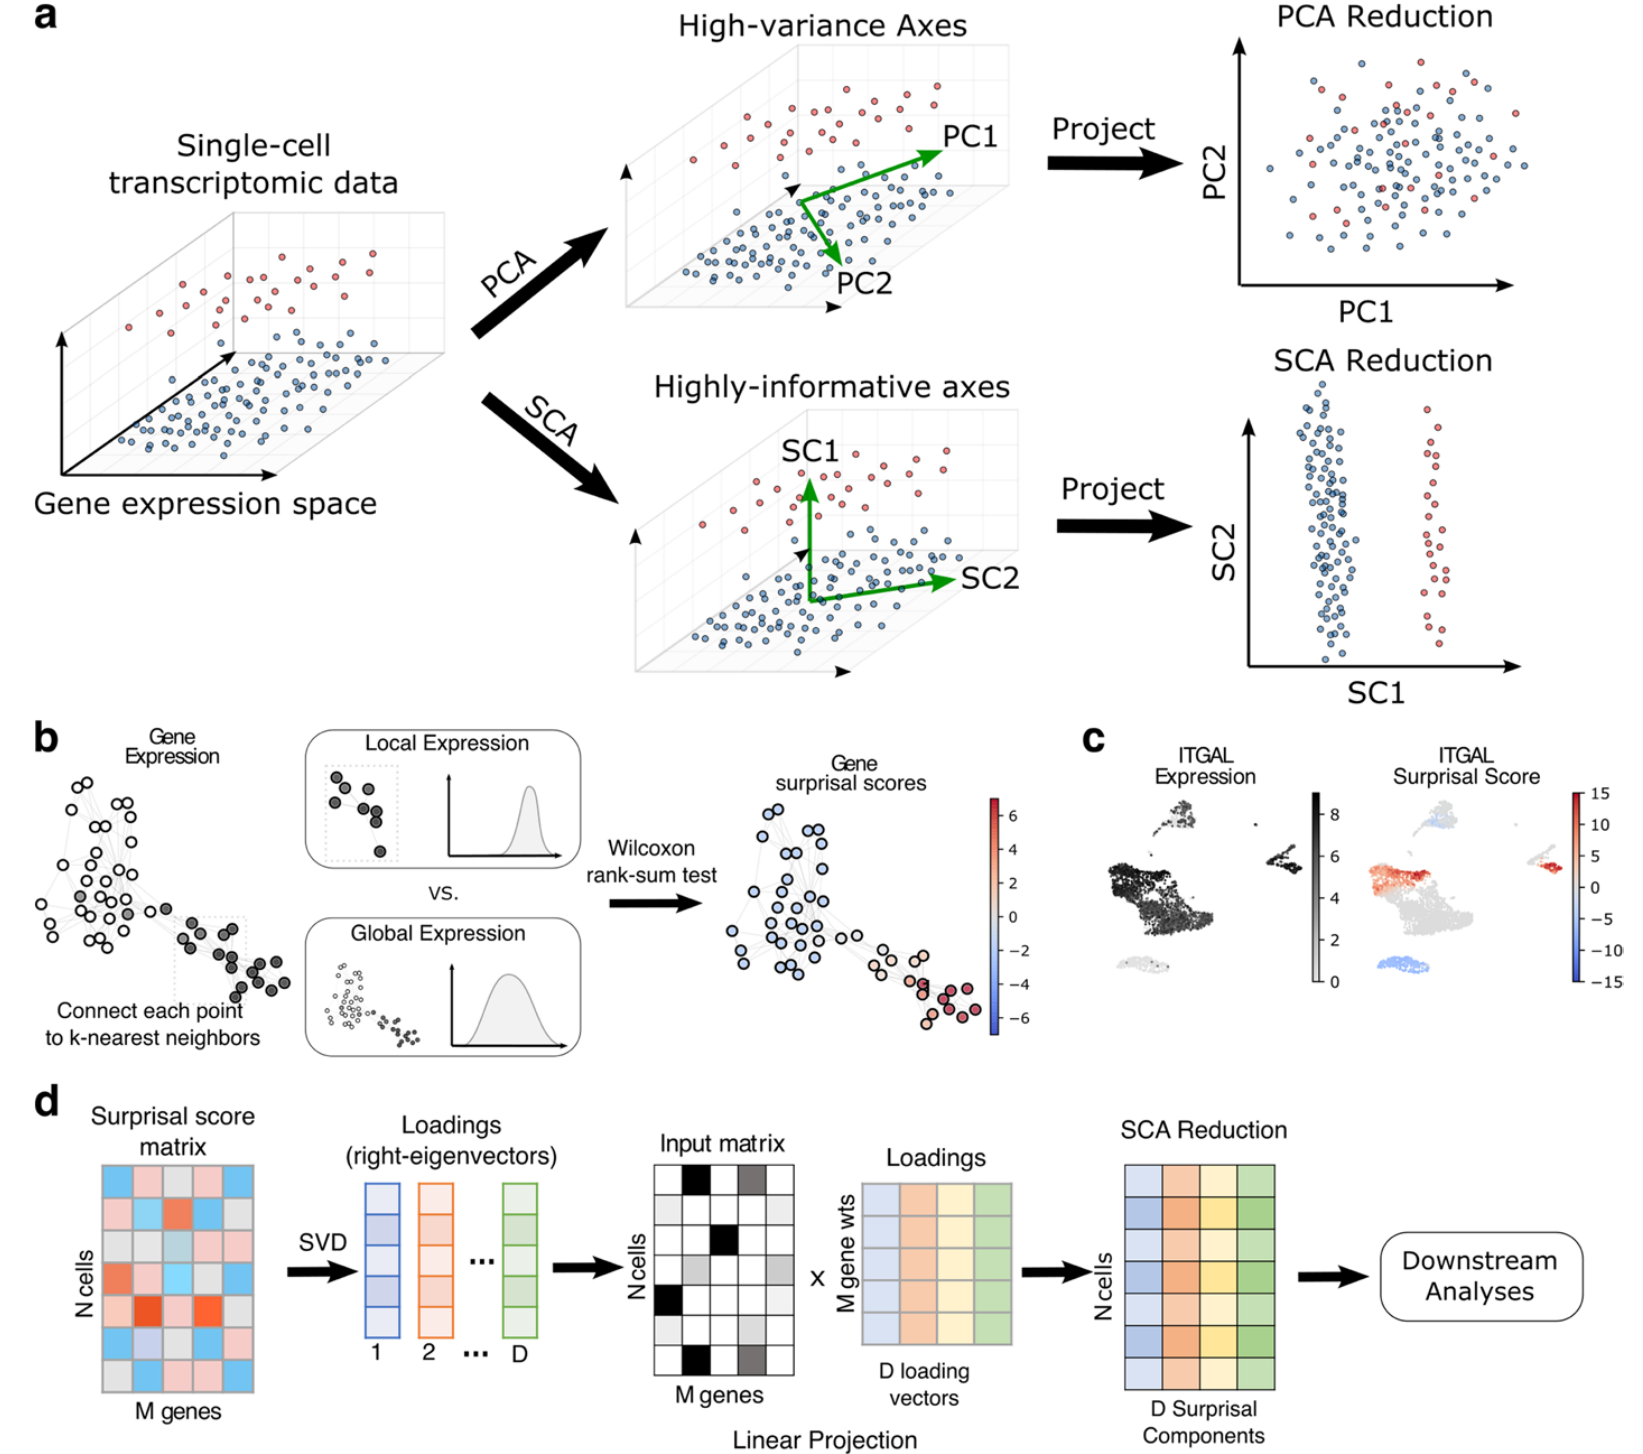 a
Single-cell
transcriptomic data
Gene expression space
PCA
SCA
High-variance Axes
PC1
PC2
Project
PCA Reduction
PC2
PC1
Highly-informative axes
SC1
SC2
Project
SCA Reduction
SC2
SC1
b
Gene
Expression
Connect each point
to k-nearest neighbors
Local Expression
vs.
Global Expression
Wilcoxon
rank-sum test
Gene
surprisal scores
6
4
2
0
−2
−4
−6
c
ITGAL
Expression
8
6
4
2
0
ITGAL
Surprisal Score
15
10
5
0
−5
−10
−15
d
Surprisal score
matrix
N cells
M genes
SVD
Loadings
(right-eigenvectors)
...
1 2 ... D
Input matrix
N cells
M genes
x
Loadings
M gene wts
D loading
vectors
Linear Projection
SCA Reduction
N cells
D Surprisal
Components
Downstream
Analyses